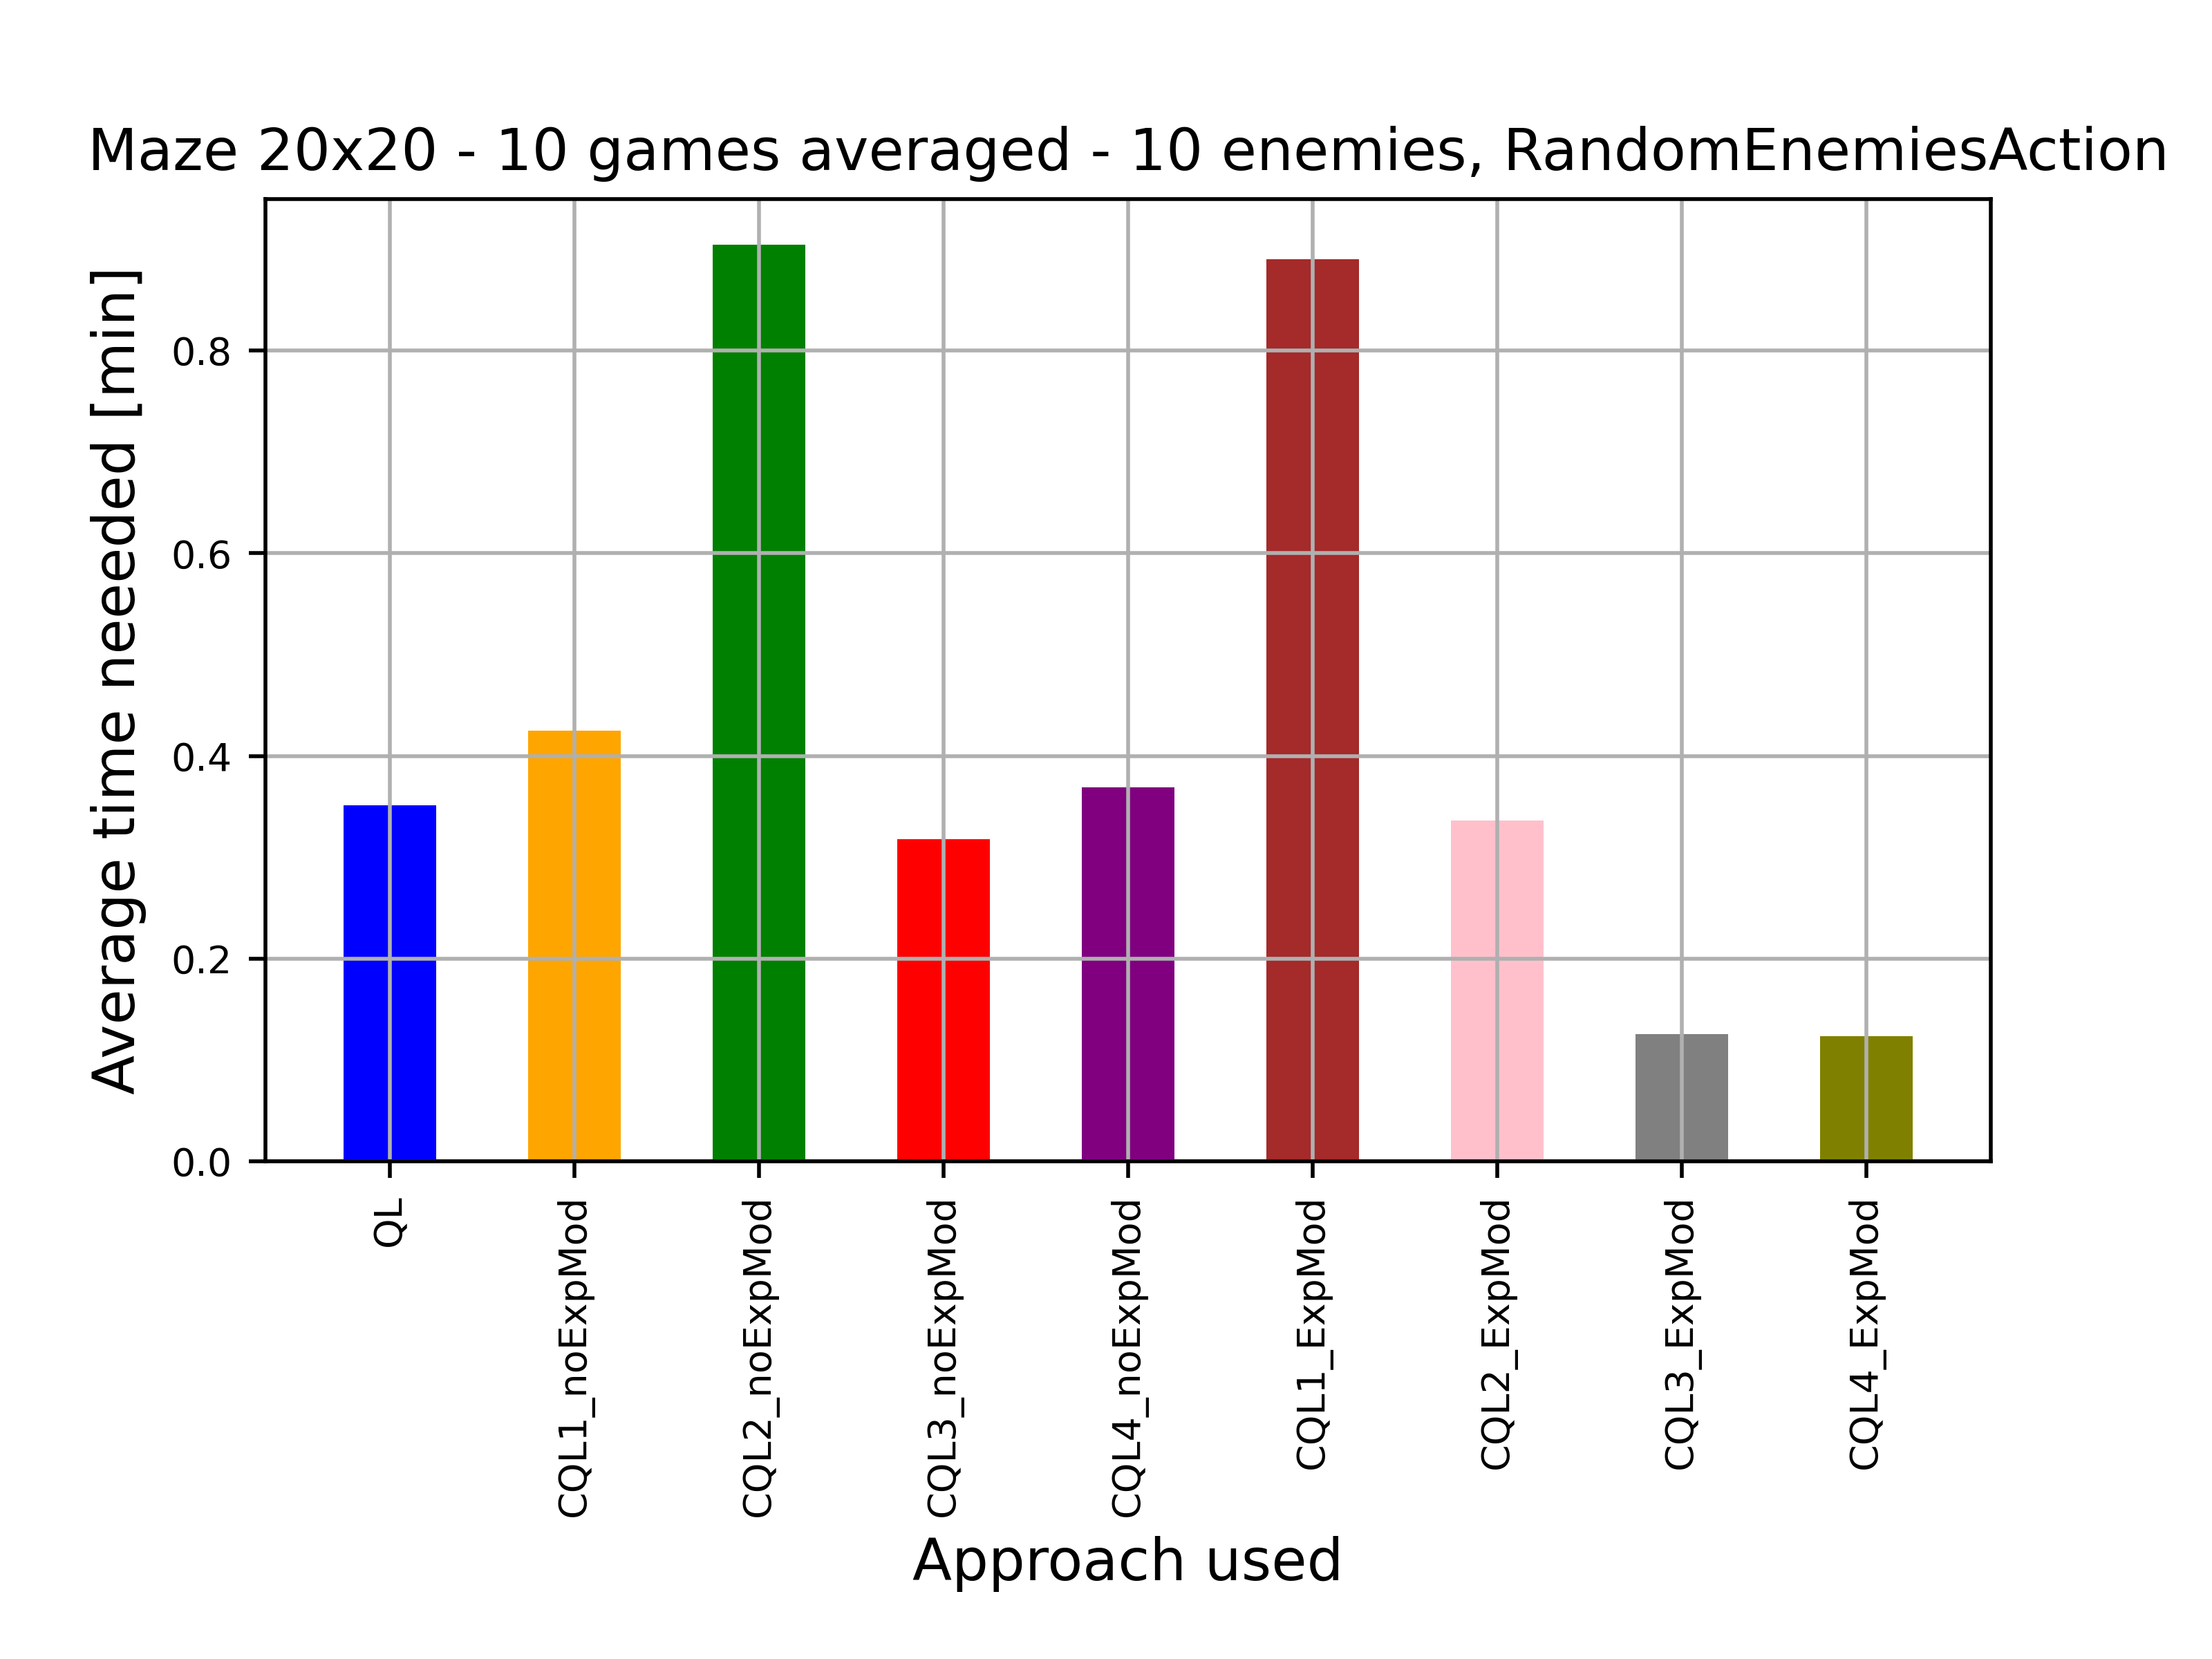 Maze 20x20 - 10 games averaged - 10 enemies, RandomEnemiesAction
Average time needed [min]
0.8
0.6
0.4
0.2
0.0
QL
CQL1_noExpMod
CQL2_noExpMod
CQL3_noExpMod
CQL4_noExpMod
CQL1_ExpMod
CQL2_ExpMod
CQL3_ExpMod
CQL4_ExpMod
Approach used